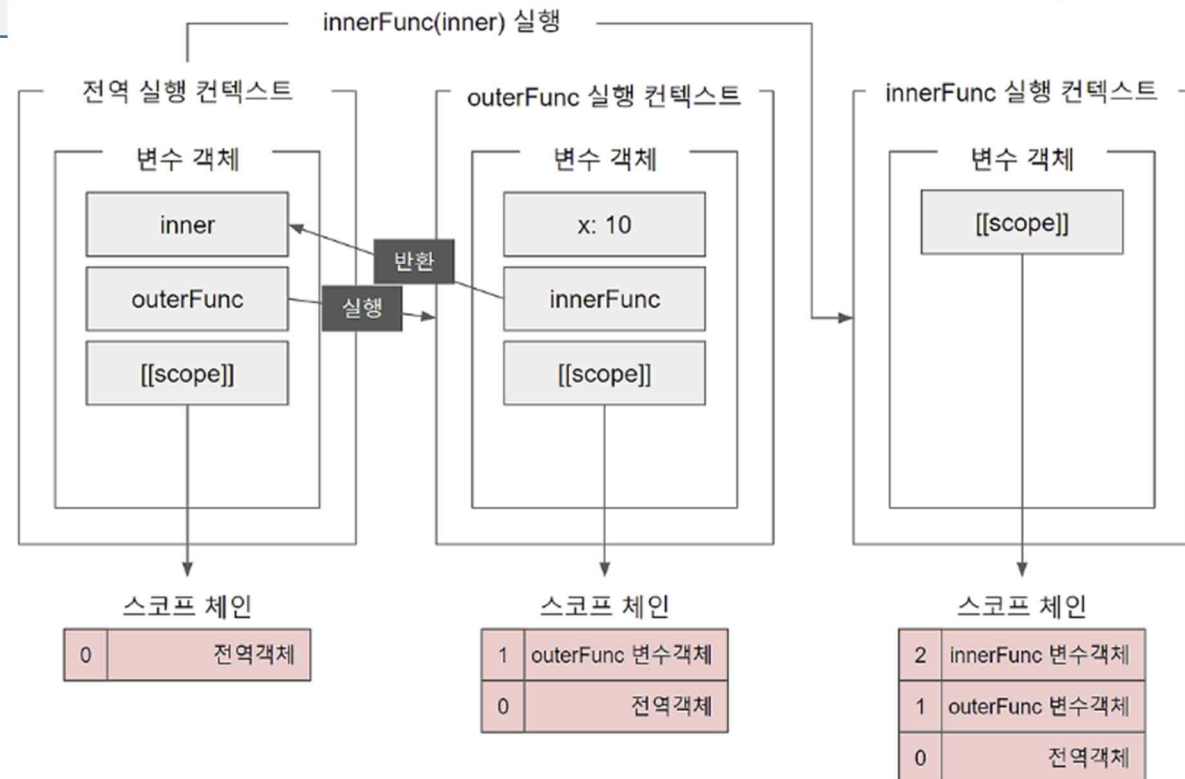 innerFunc(inner) 실행
전역 실행 컨텍스트
변수 객체
inner
outerFunc
[[scope]]
반환
실행
outerFunc 실행 컨텍스트
변수 객체
x: 10
innerFunc
[[scope]]
innerFunc 실행 컨텍스트
변수 객체
[[scope]]
스코프 체인
0 전역객체
스코프 체인
1 outerFunc 변수객체
0 전역객체
스코프 체인
2 innerFunc 변수객체
1 outerFunc 변수객체
0 전역객체